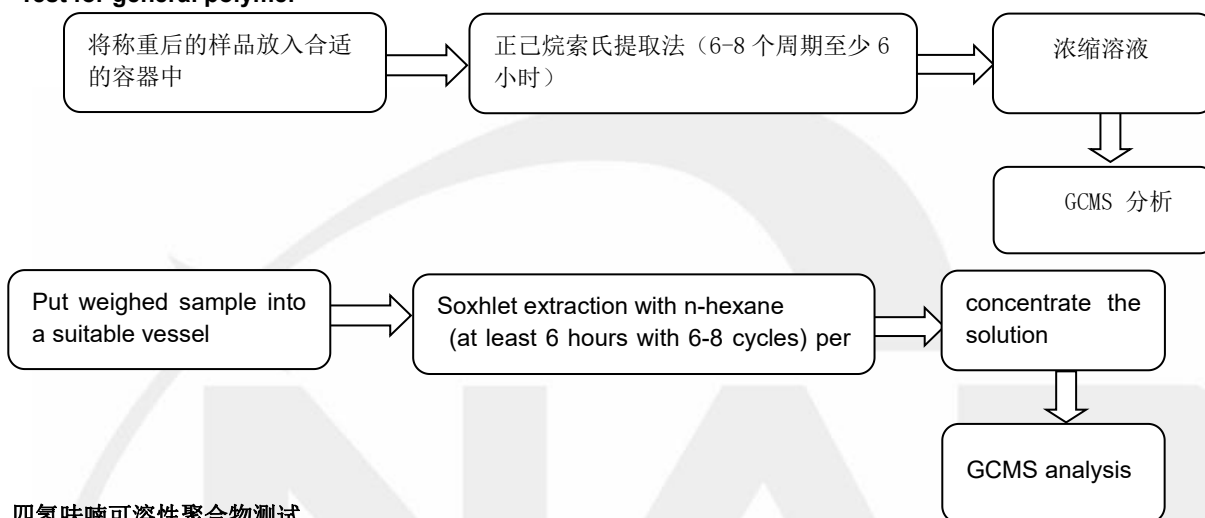 Test for general polymer
将称重后的样品放入合适
的容器中
正己烷索氏提取法（6-8 个周期至少 6
小时）
浓缩溶液
GCMS 分析
Put weighed sample into
a suitable vessel
Soxhlet extraction with n-hexane
(at least 6 hours with 6-8 cycles) per
concentrate the
solution
GCMS analysis
四氢呋喃可溶性聚合物测试